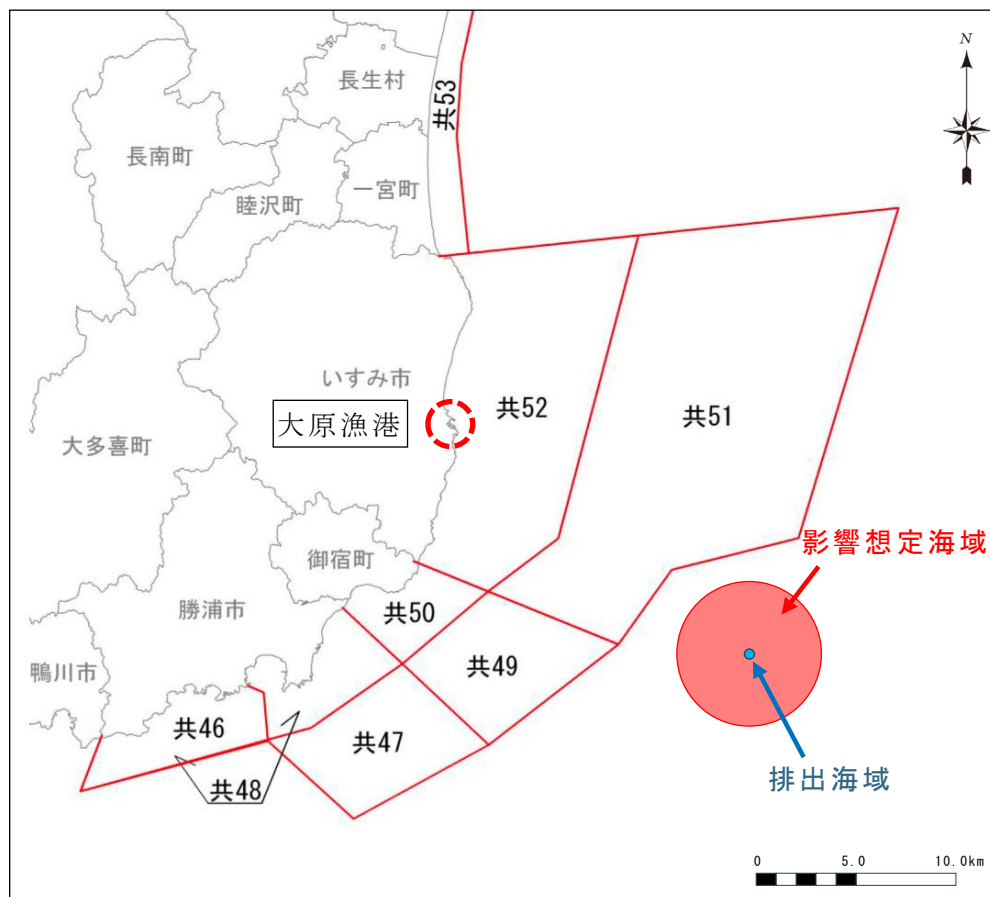 N
長生村
共53
長南町
一宮町
睦沢町
いすみ市
大原漁港
共52
共51
大多喜町
影響想定海域
御宿町
共50
勝浦市
共49
鴨川市
共46
共47
共48
排出海域
0 5.0 10.0km